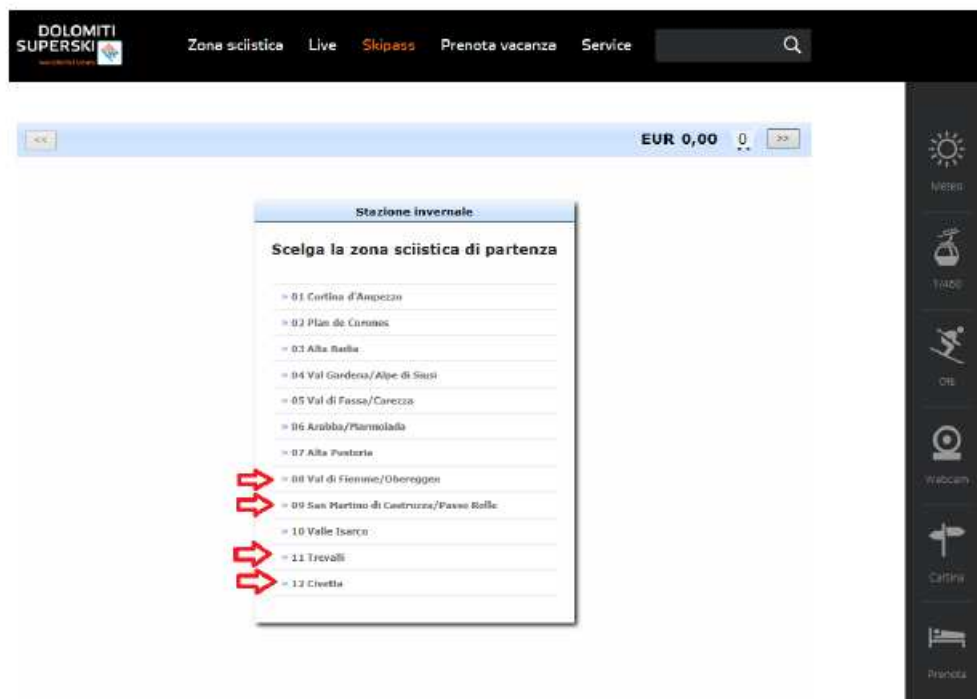 DOLOMITI
SUPERSKI
Zona sciistica Live Skipass Prenota vacanza Service
<< EUR 0,00 0 >>
Stazione invernale
Scelga la zona sciistica di partenza
» 01 Cortina d'Ampezzo
» 02 Plan de Corones
» 03 Alta Badia
» 04 Val Gardena/Alpe di Siusi
» 05 Val di Fassa/Carezza
» 06 Arabba/Marmolada
» 07 Alta Pusteria
» 08 Val di Fiemme/Obereggen
» 09 San Martino di Castrozza/Passo Rolle
» 10 Valle Isarco
» 11 Trevalli
» 12 Civetta
Meteo
1/460
Webcam
Cartina
Prenota